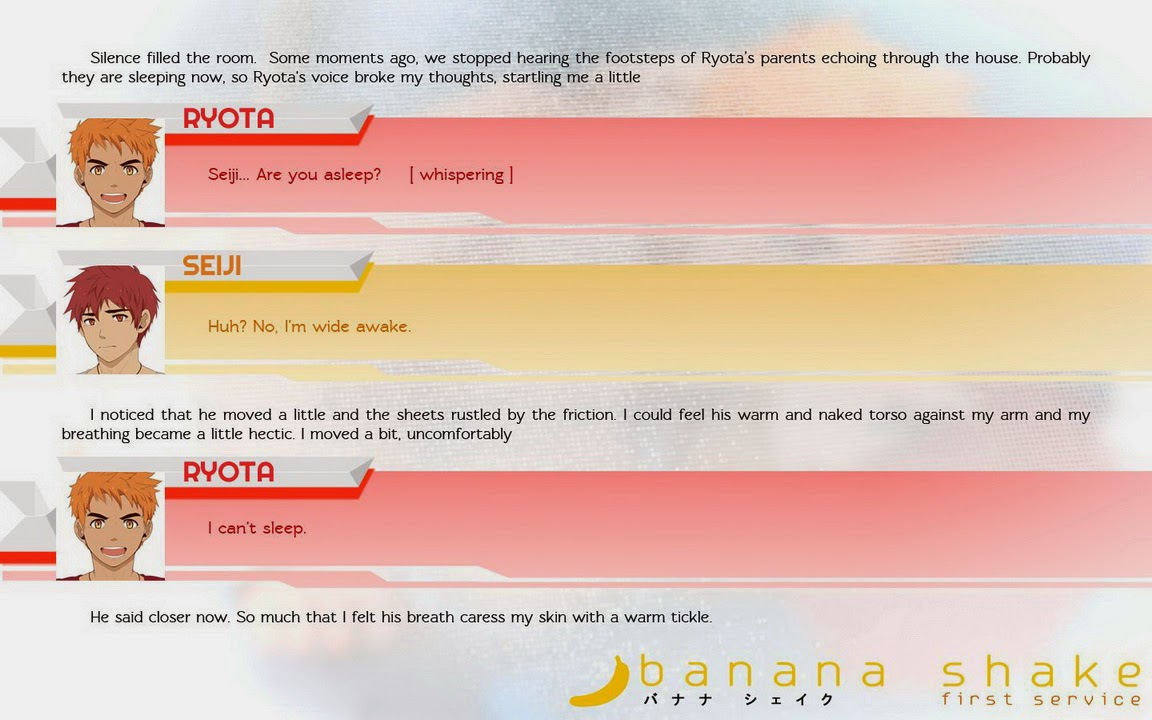 Silence filled the room. Some moments ago, we stopped hearing the footsteps of Ryota's parents echoing through the house. Probably
they are sleeping now, so Ryota's voice broke my thoughts, startling me a little
RYOTA
Seiji... Are you asleep? [ whispering ]
SEIJI
Huh? No, I'm wide awake.
I noticed that he moved a little and the sheets rustled by the friction. I could feel his warm and naked torso against my arm and my
breathing became a little hectic. I moved a bit, uncomfortably
RYOTA
I can't sleep.
He said closer now. So much that I felt his breath caress my skin with a warm tickle.
banana shake
バナナ シェイク first service